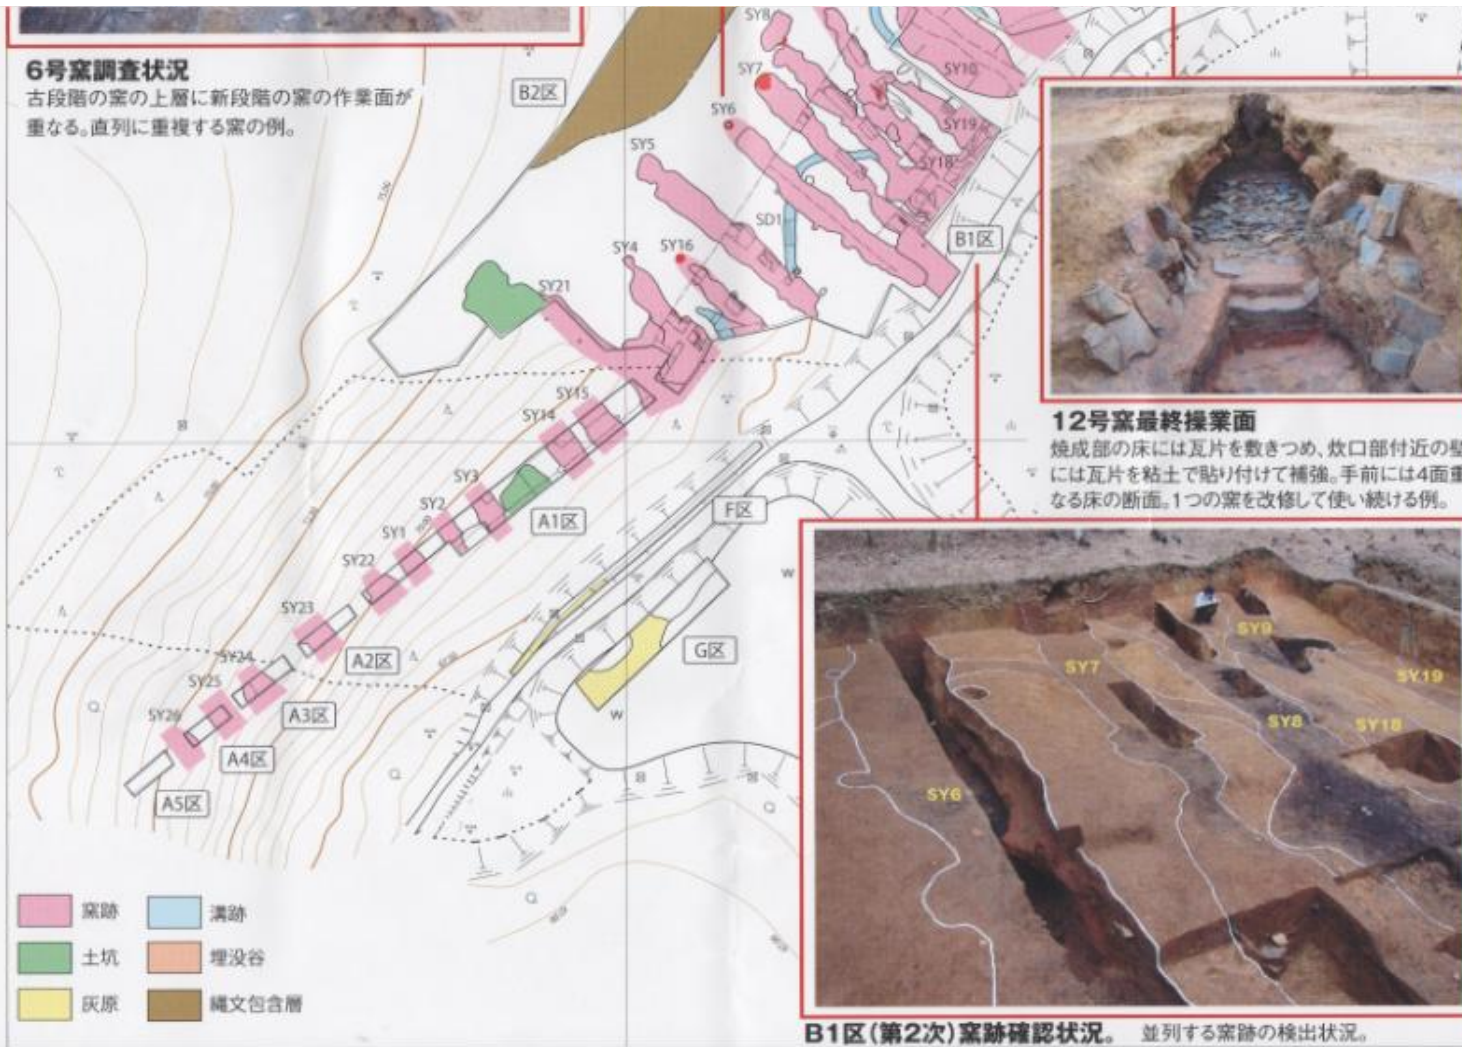 6号窯調査状況
古段階の窯の上層に新段階の窯の作業面が
重なる。直列に重複する窯の例。
B2区
SY8
SY7
SY10
SY6
SY19
SY5
SY18
SD1
B1区
SY4
SY16
SY21
SY15
SY14
SY3
SY2
A1区
SY1
F区
SY22
SY23
A2区
G区
SY24
SY25
A3区
SY26
A4区
A5区
W
W
12号窯最終操業面
焼成部の床には瓦片を敷きつめ、炊口部付近の壁
には瓦片を粘土で貼り付けて補強。手前には4面重
なる床の断面。1つの窯を改修して使い続ける例。
SY9
SY7
SY19
SY8
SY18
SY6
B1区(第2次)窯跡確認状況。 並列する窯跡の検出状況。
窯跡
溝跡
土坑
埋没谷
灰原
縄文包含層